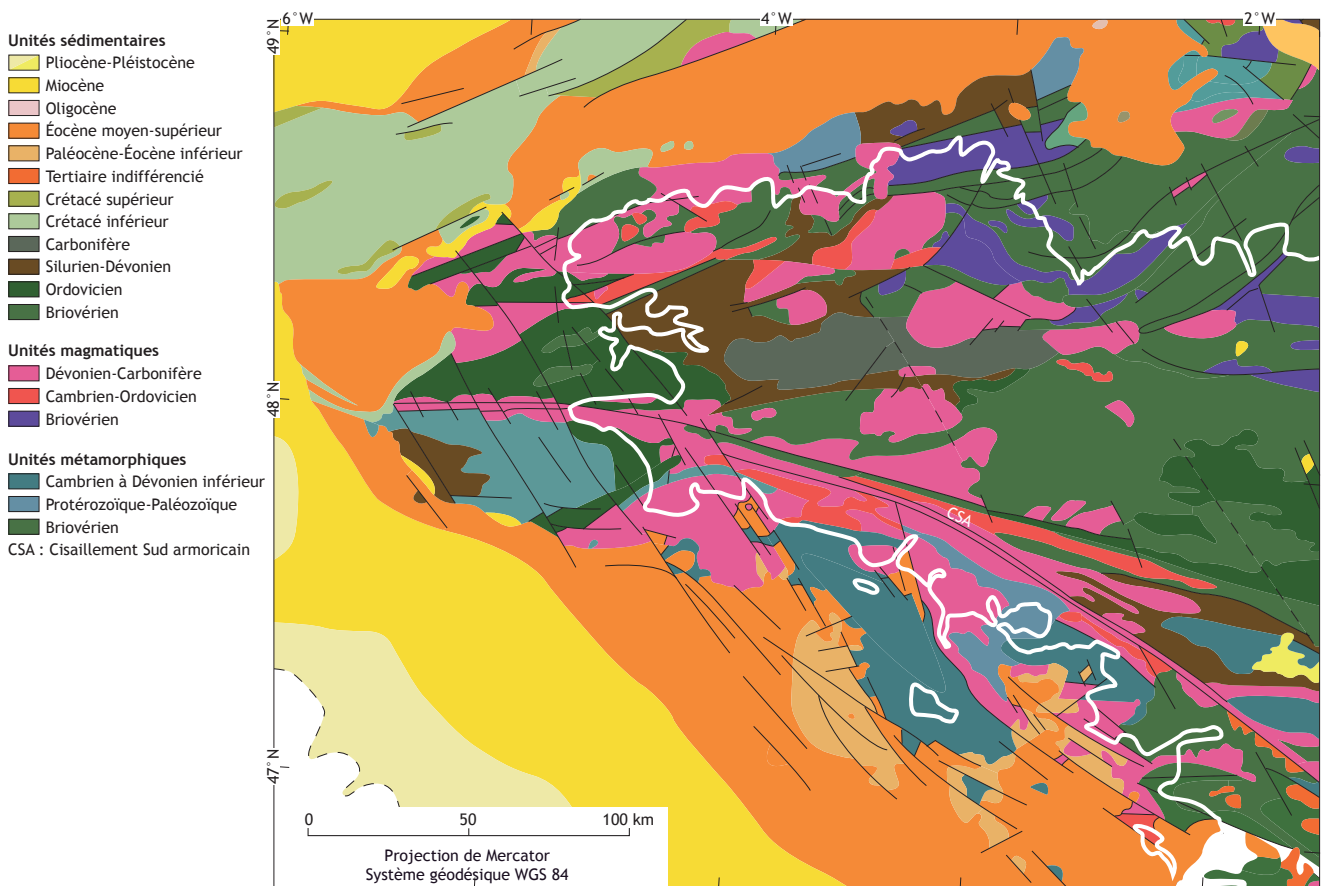 6°W
4°W
2°W
49°N
48°N
47°N
Unités sédimentaires
Pliocène-Pléistocène
Miocène
Oligocène
Éocène moyen-supérieur
Paléocène-Éocène inférieur
Tertiaire indifférencié
Crétacé supérieur
Crétacé inférieur
Carbonifère
Silurien-Dévonien
Ordovicien
Briovérien
Unités magmatiques
Dévonien-Carbonifère
Cambrien-Ordovicien
Briovérien
Unités métamorphiques
Cambrien à Dévonien inférieur
Protérozoïque-Paléozoïque
Briovérien
CSA : Cisaillement Sud armoricain
CSA
0 50 100 km
Projection de Mercator
Système géodésique WGS 84